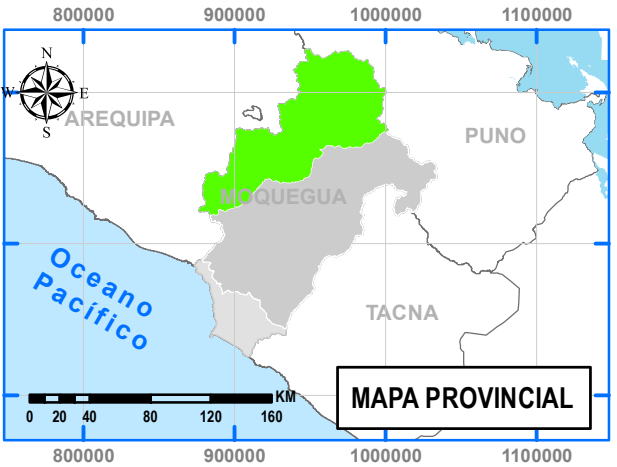 800000 900000 1000000 1100000
N
W E
S
AREQUIPA
PUNO
MOQUEGUA
Oceano
Pacífico
TACNA
MAPA PROVINCIAL
KM
0 20 40 80 120 160
800000 900000 1000000 1100000